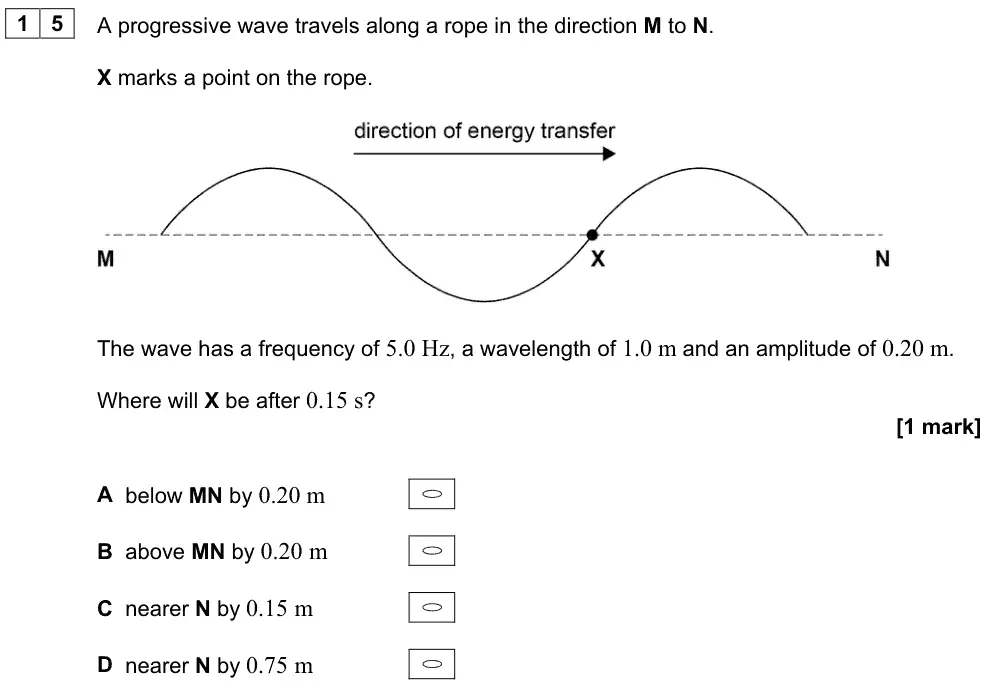 1 5 A progressive wave travels along a rope in the direction M to N.
X marks a point on the rope.
direction of energy transfer
M X N
The wave has a frequency of 5.0 Hz, a wavelength of 1.0 m and an amplitude of 0.20 m.
Where will X be after 0.15 s?
[1 mark]
A below MN by 0.20 m
B above MN by 0.20 m
C nearer N by 0.15 m
D nearer N by 0.75 m